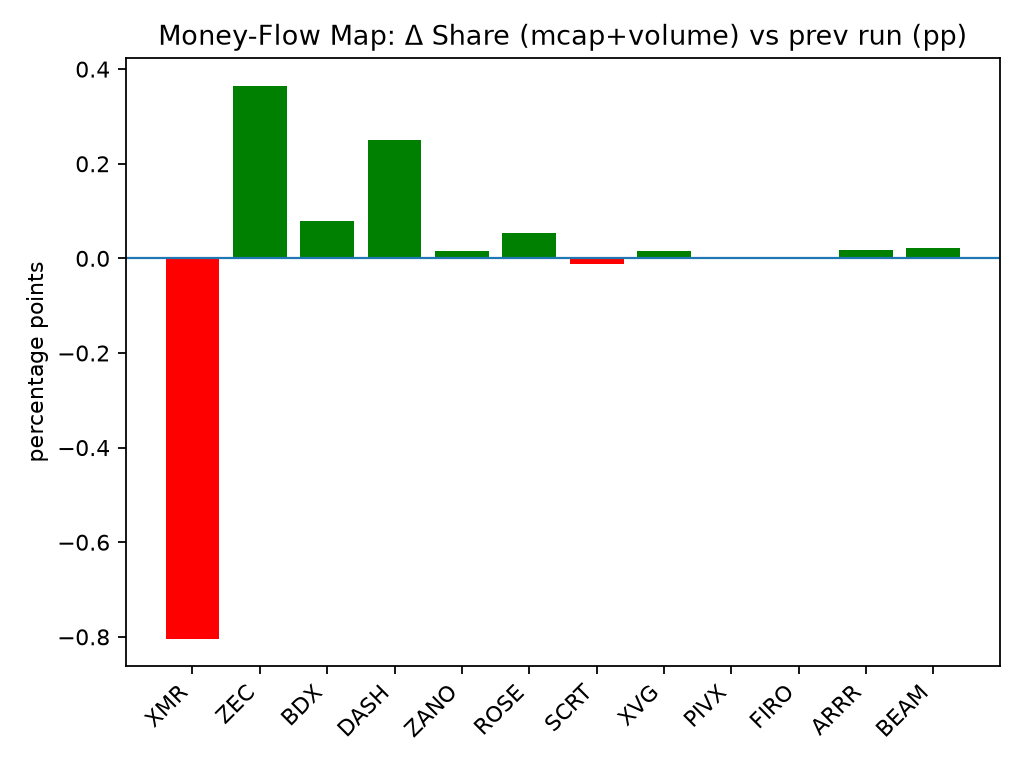 Money-Flow Map: Δ Share (mcap+volume) vs prev run (pp)
percentage points
0.4
0.2
0.0
−0.2
−0.4
−0.6
−0.8
XMR
ZEC
BDX
DASH
ZANO
ROSE
SCRT
XVG
PIVX
FIRO
ARRR
BEAM